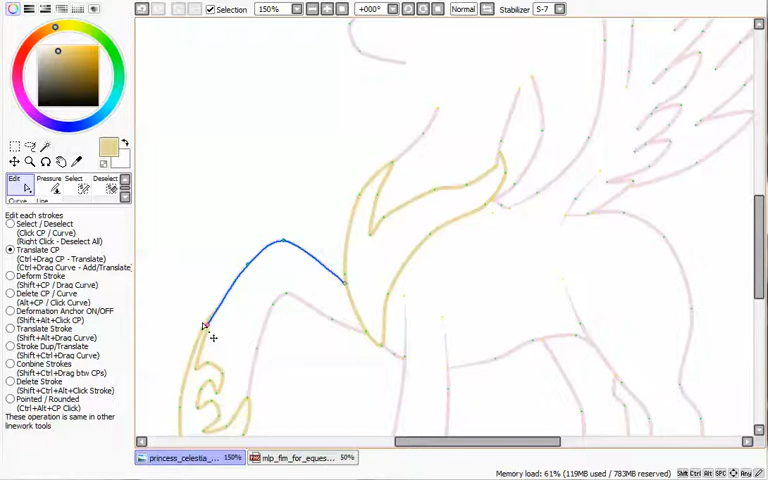 Selection 150% +000° Normal Stabilizer S-7
Edit Pressure Select Deselect
Curve Line
Edit each strokes
Select / Deselect
(Click CP / Curve)
(Right Click - Deselect All)
Translate CP
(Ctrl+Drag CP - Translate)
(Ctrl+Drag Curve - Add/Translate)
Deform Stroke
(Shift+CP / Drag Curve)
Delete CP / Curve
(Alt+CP / Click Curve)
Deformation Anchor ON/OFF
(Shift+Alt+Click CP)
Translate Stroke
(Shift+Alt+Drag Curve)
Stroke Dup/Translate
(Shift+Ctrl+Drag Curve)
Combine Strokes
(Shift+Ctrl+Drag btw CPs)
Delete Stroke
(Shift+Ctrl+Alt+Click Stroke)
Pointed / Rounded
(Ctrl+Alt+CP Click)
These operation is same in other
linework tools
princess_celestia_... 150% mlp_fim_for_eques... 50%
Memory load: 61% (119MB used / 783MB reserved) Shift Ctrl Alt SPC Any